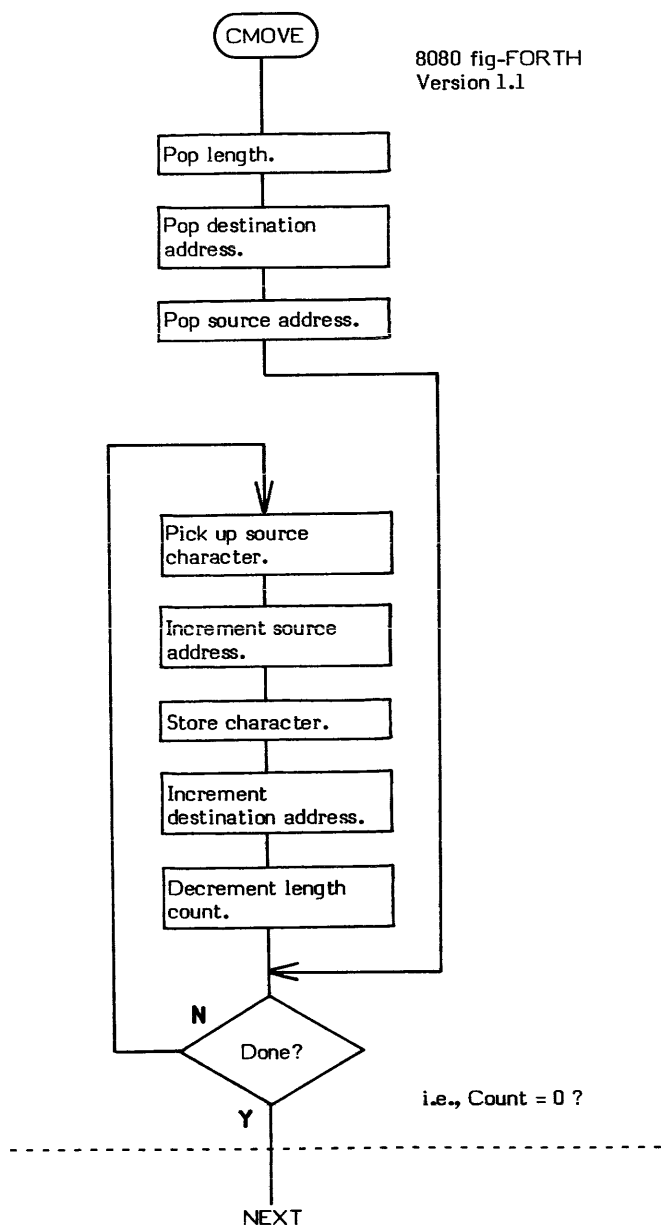 CMOVE
8080 fig-FORTH
Version 1.1
Pop length.
Pop destination
address.
Pop source address.
Pick up source
character.
Increment source
address.
Store character.
Increment
destination address.
Decrement length
count.
N
Done?
Y
i.e., Count = 0 ?
NEXT